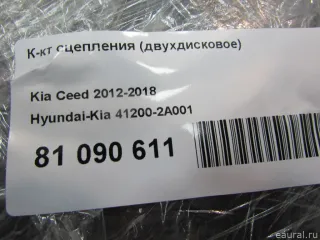 К-кт сцепления (двухдисковое)
Kia Ceed 2012-2018
Hyundai-Kia 41200-2A001
81 090 611
eaural.ru